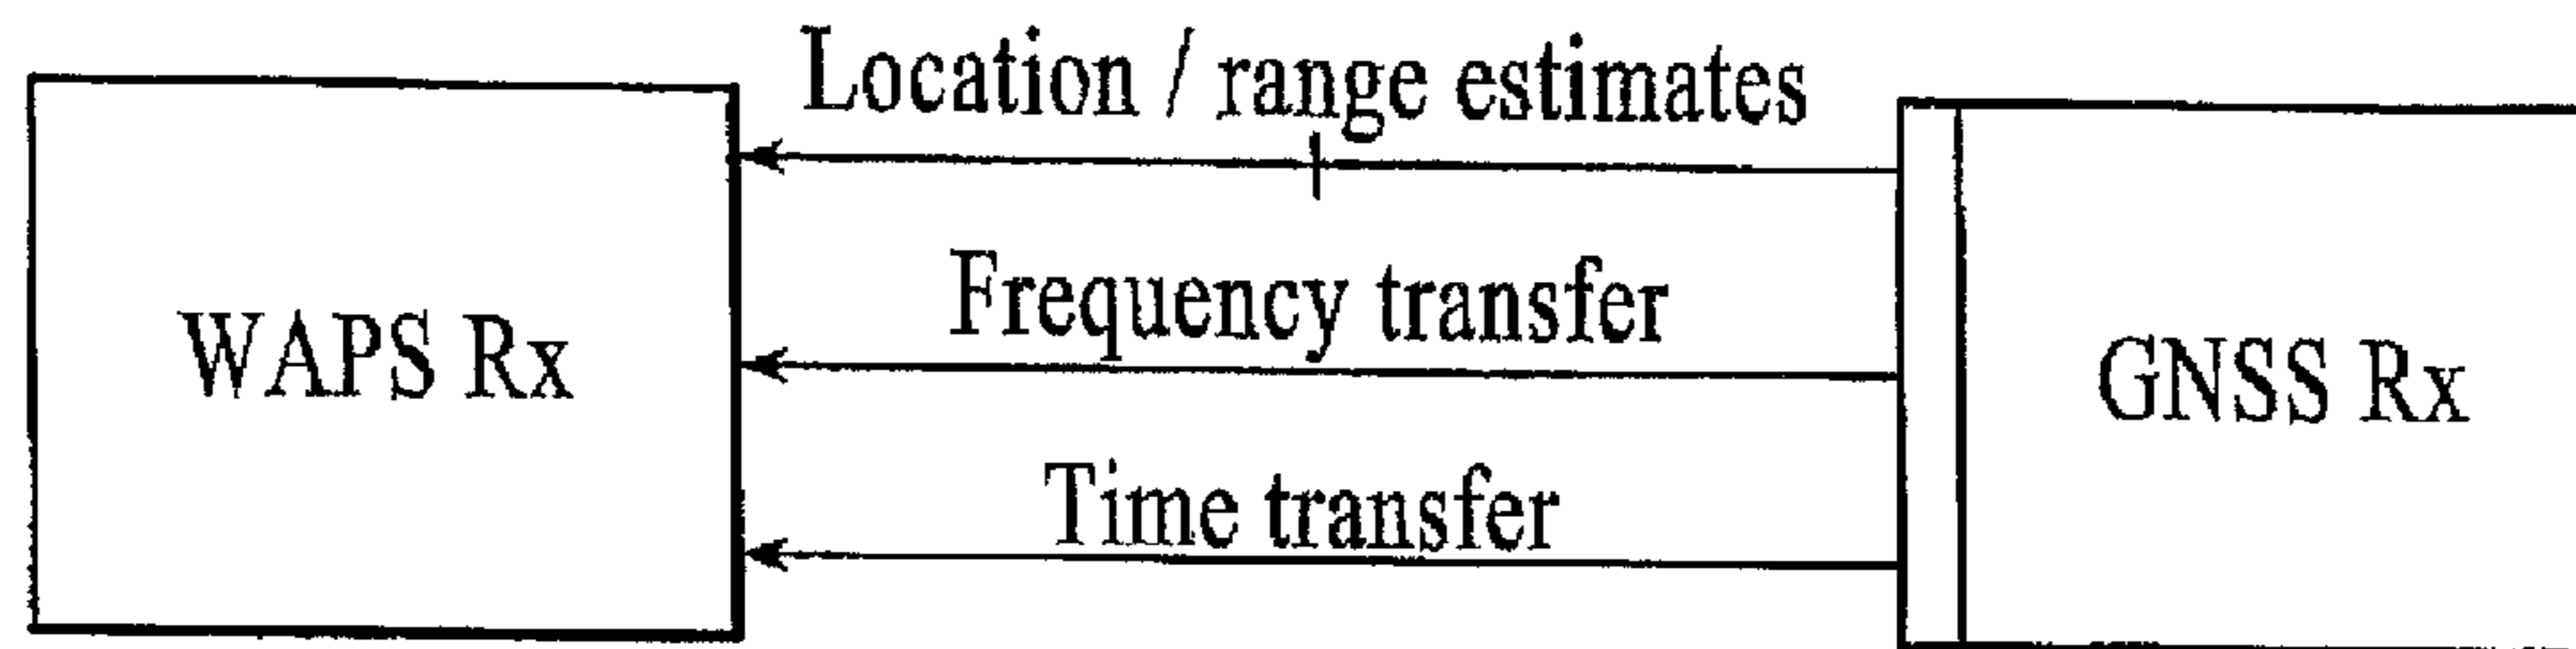 Location / range estimates
Frequency transfer
WAPS Rx
GNSS Rx
Time transfer